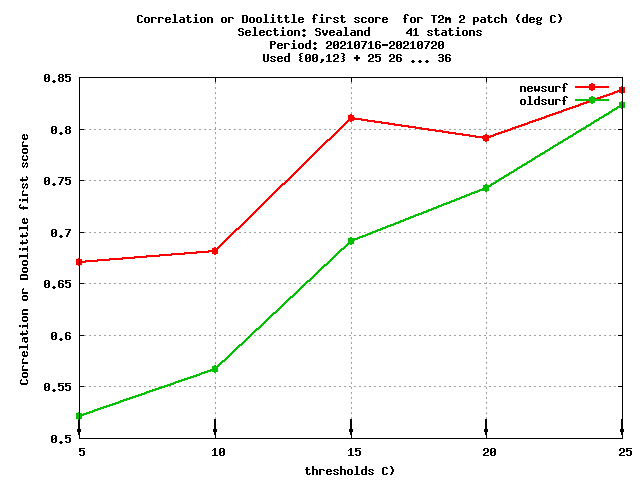 Correlation or Doolittle first score  for T2m 2 patch (deg C)
Selection: Svealand     41 stations
Period: 20210716-20210720
Used {00,12} + 25 26 ... 36
newsurf
oldsurf
Correlation or Doolittle first score
0.85
0.8
0.75
0.7
0.65
0.6
0.55
0.5
5 10 15 20 25
thresholds C)